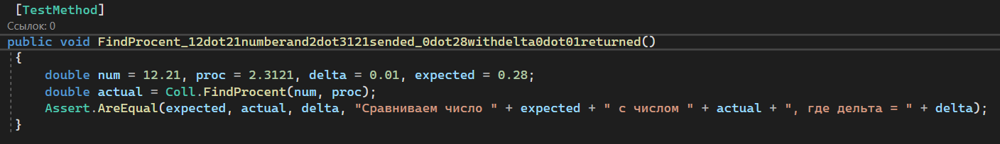 [TestMethod]
Ссылок: 0
public void FindProcent_12dot21numberand2dot3121sended_0dot28withdelta0dot01returned()
{
double num = 12.21, proc = 2.3121, delta = 0.01, expected = 0.28;
double actual = Coll.FindProcent(num, proc);
Assert.AreEqual(expected, actual, delta, "Сравниваем число " + expected + " с числом " + actual + ", где дельта = " + delta);
}